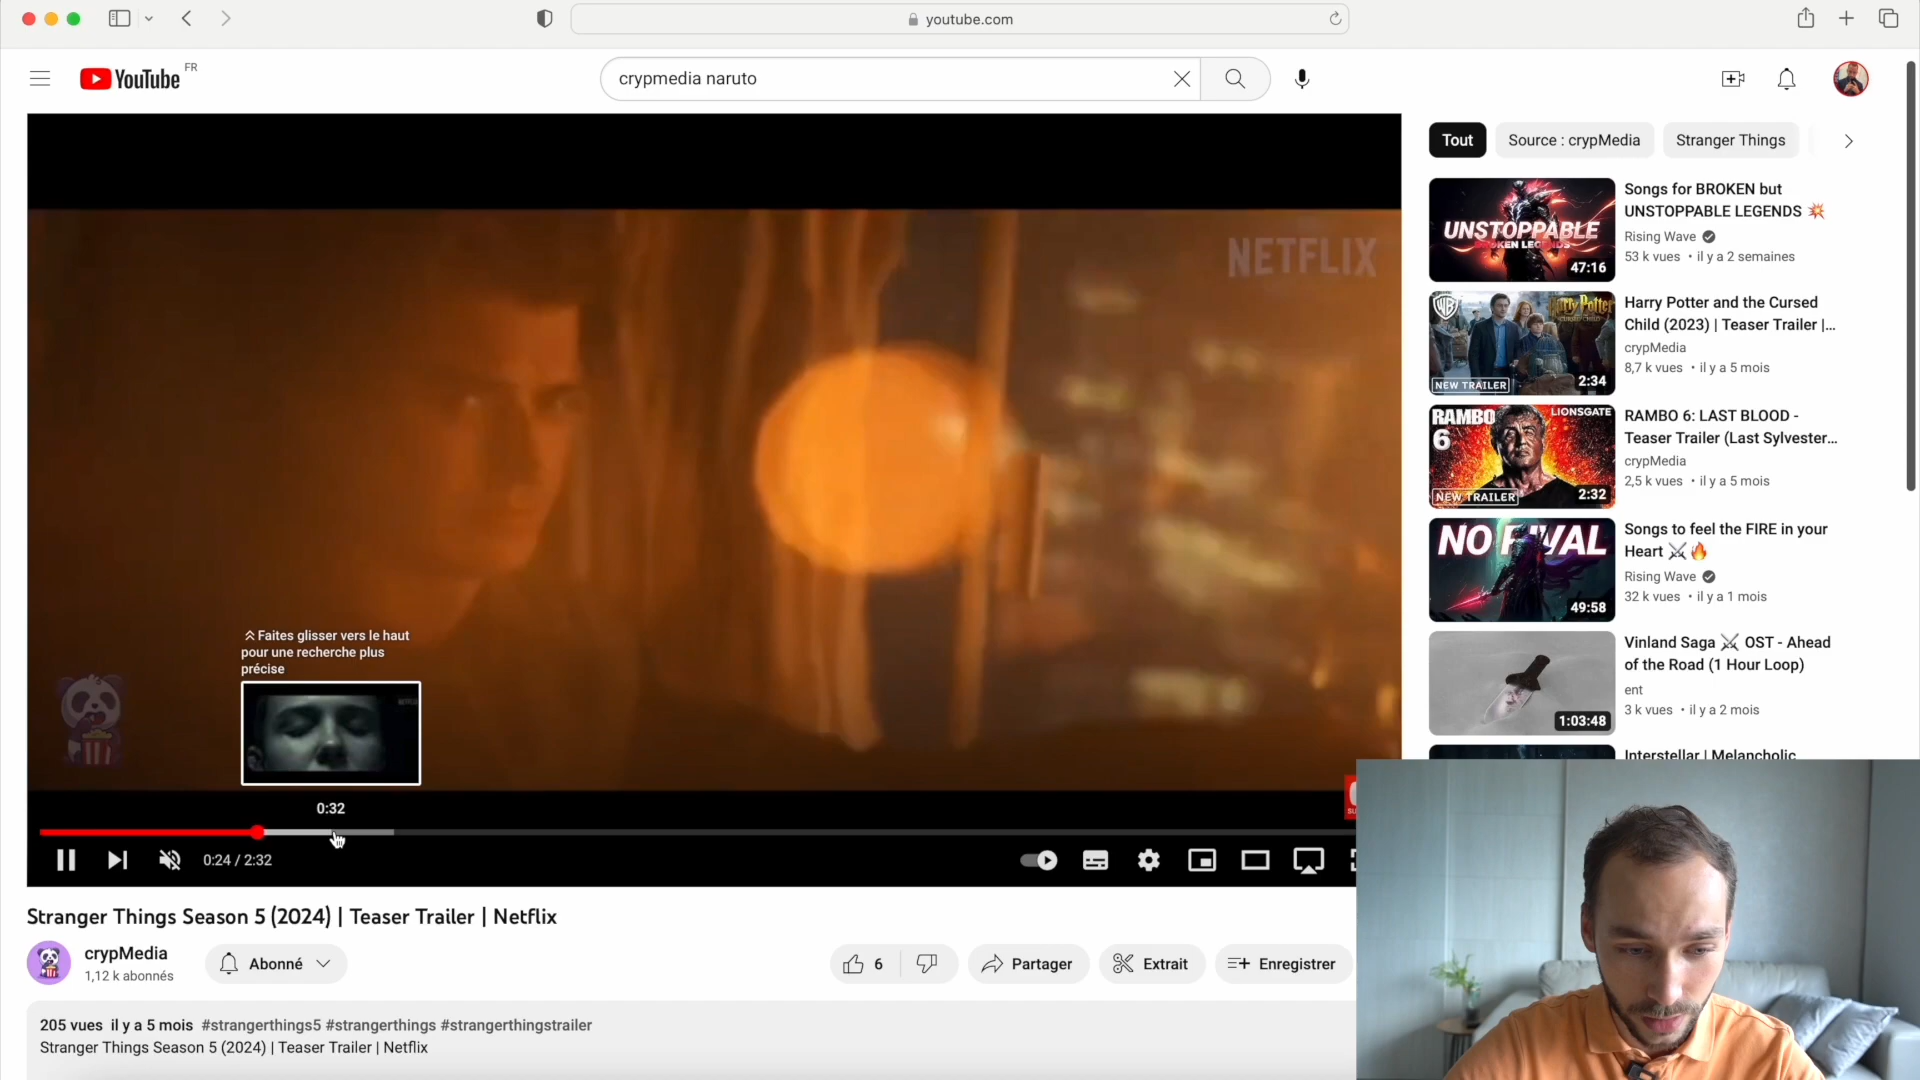 youtube.com
YouTube
FR
crypmedia naruto
NETFLIX
Faites glisser vers le haut
pour une recherche plus
précise
0:32
0:24 / 2:32
Stranger Things Season 5 (2024) | Teaser Trailer | Netflix
crypMedia
1,12 k abonnés
Abonné
6
Partager
Extrait
Enregistrer
205 vues il y a 5 mois #strangerthings5 #strangerthings #strangerthingstrailer
Stranger Things Season 5 (2024) | Teaser Trailer | Netflix
Tout
Source : crypMedia
Stranger Things
UNSTOPPABLE
47:16
Songs for BROKEN but
UNSTOPPABLE LEGENDS 💥
Rising Wave
53 k vues • il y a 2 semaines
WB
Harry Potter
NEW TRAILER
2:34
Harry Potter and the Cursed
Child (2023) | Teaser Trailer |...
crypMedia
8,7 k vues • il y a 5 mois
RAMBO
6
LIONSGATE
NEW TRAILER
2:32
RAMBO 6: LAST BLOOD -
Teaser Trailer (Last Sylvester...
crypMedia
2,5 k vues • il y a 5 mois
49:58
Songs to feel the FIRE in your
Heart ⚔️🔥
Rising Wave
32 k vues • il y a 1 mois
1:03:48
Vinland Saga ⚔️ OST - Ahead
of the Road (1 Hour Loop)
ent
3 k vues • il y a 2 mois
Interstellar | Melancholic